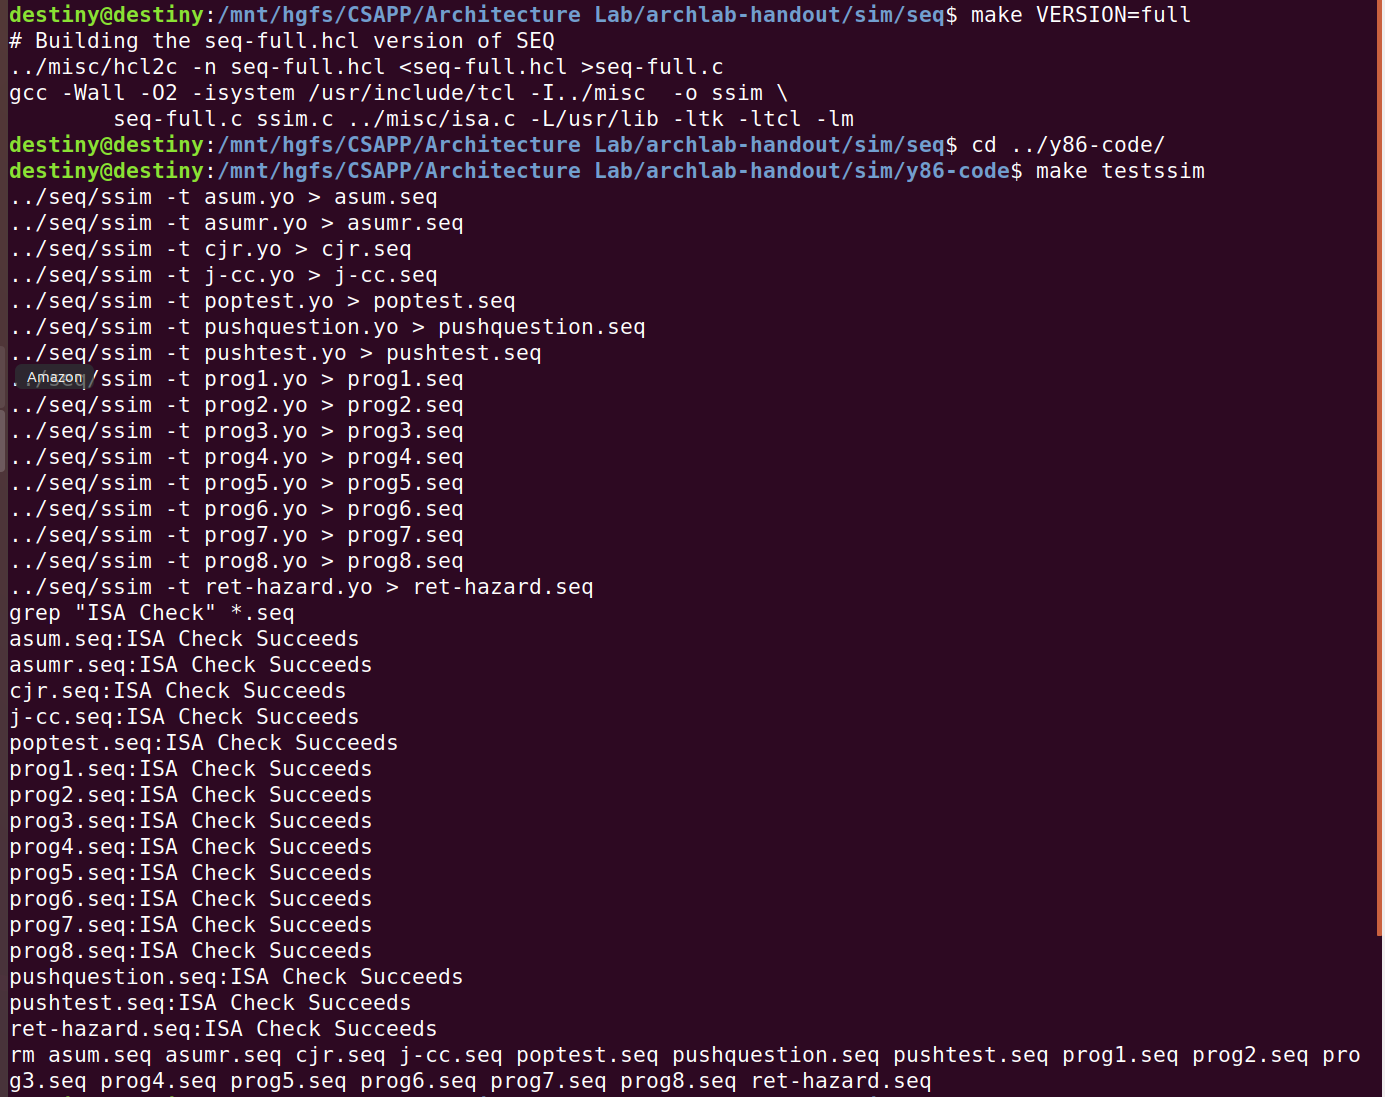 destiny@destiny:/mnt/hgfs/CSAPP/Architecture Lab/archlab-handout/sim/seq$ make VERSION=full
# Building the seq-full.hcl version of SEQ
../misc/hcl2c -n seq-full.hcl <seq-full.hcl >seq-full.c
gcc -Wall -O2 -isystem /usr/include/tcl -I../misc  -o ssim \
        seq-full.c ssim.c ../misc/isa.c -L/usr/lib -ltk -ltcl -lm
destiny@destiny:/mnt/hgfs/CSAPP/Architecture Lab/archlab-handout/sim/seq$ cd ../y86-code/
destiny@destiny:/mnt/hgfs/CSAPP/Architecture Lab/archlab-handout/sim/y86-code$ make testssim
../seq/ssim -t asum.yo > asum.seq
../seq/ssim -t asumr.yo > asumr.seq
../seq/ssim -t cjr.yo > cjr.seq
../seq/ssim -t j-cc.yo > j-cc.seq
../seq/ssim -t poptest.yo > poptest.seq
../seq/ssim -t pushquestion.yo > pushquestion.seq
../seq/ssim -t pushtest.yo > pushtest.seq
Amazon
../seq/ssim -t prog1.yo > prog1.seq
../seq/ssim -t prog2.yo > prog2.seq
../seq/ssim -t prog3.yo > prog3.seq
../seq/ssim -t prog4.yo > prog4.seq
../seq/ssim -t prog5.yo > prog5.seq
../seq/ssim -t prog6.yo > prog6.seq
../seq/ssim -t prog7.yo > prog7.seq
../seq/ssim -t prog8.yo > prog8.seq
../seq/ssim -t ret-hazard.yo > ret-hazard.seq
grep "ISA Check" *.seq
asum.seq:ISA Check Succeeds
asumr.seq:ISA Check Succeeds
cjr.seq:ISA Check Succeeds
j-cc.seq:ISA Check Succeeds
poptest.seq:ISA Check Succeeds
prog1.seq:ISA Check Succeeds
prog2.seq:ISA Check Succeeds
prog3.seq:ISA Check Succeeds
prog4.seq:ISA Check Succeeds
prog5.seq:ISA Check Succeeds
prog6.seq:ISA Check Succeeds
prog7.seq:ISA Check Succeeds
prog8.seq:ISA Check Succeeds
pushquestion.seq:ISA Check Succeeds
pushtest.seq:ISA Check Succeeds
ret-hazard.seq:ISA Check Succeeds
rm asum.seq asumr.seq cjr.seq j-cc.seq poptest.seq pushquestion.seq pushtest.seq prog1.seq prog2.seq pro
g3.seq prog4.seq prog5.seq prog6.seq prog7.seq prog8.seq ret-hazard.seq